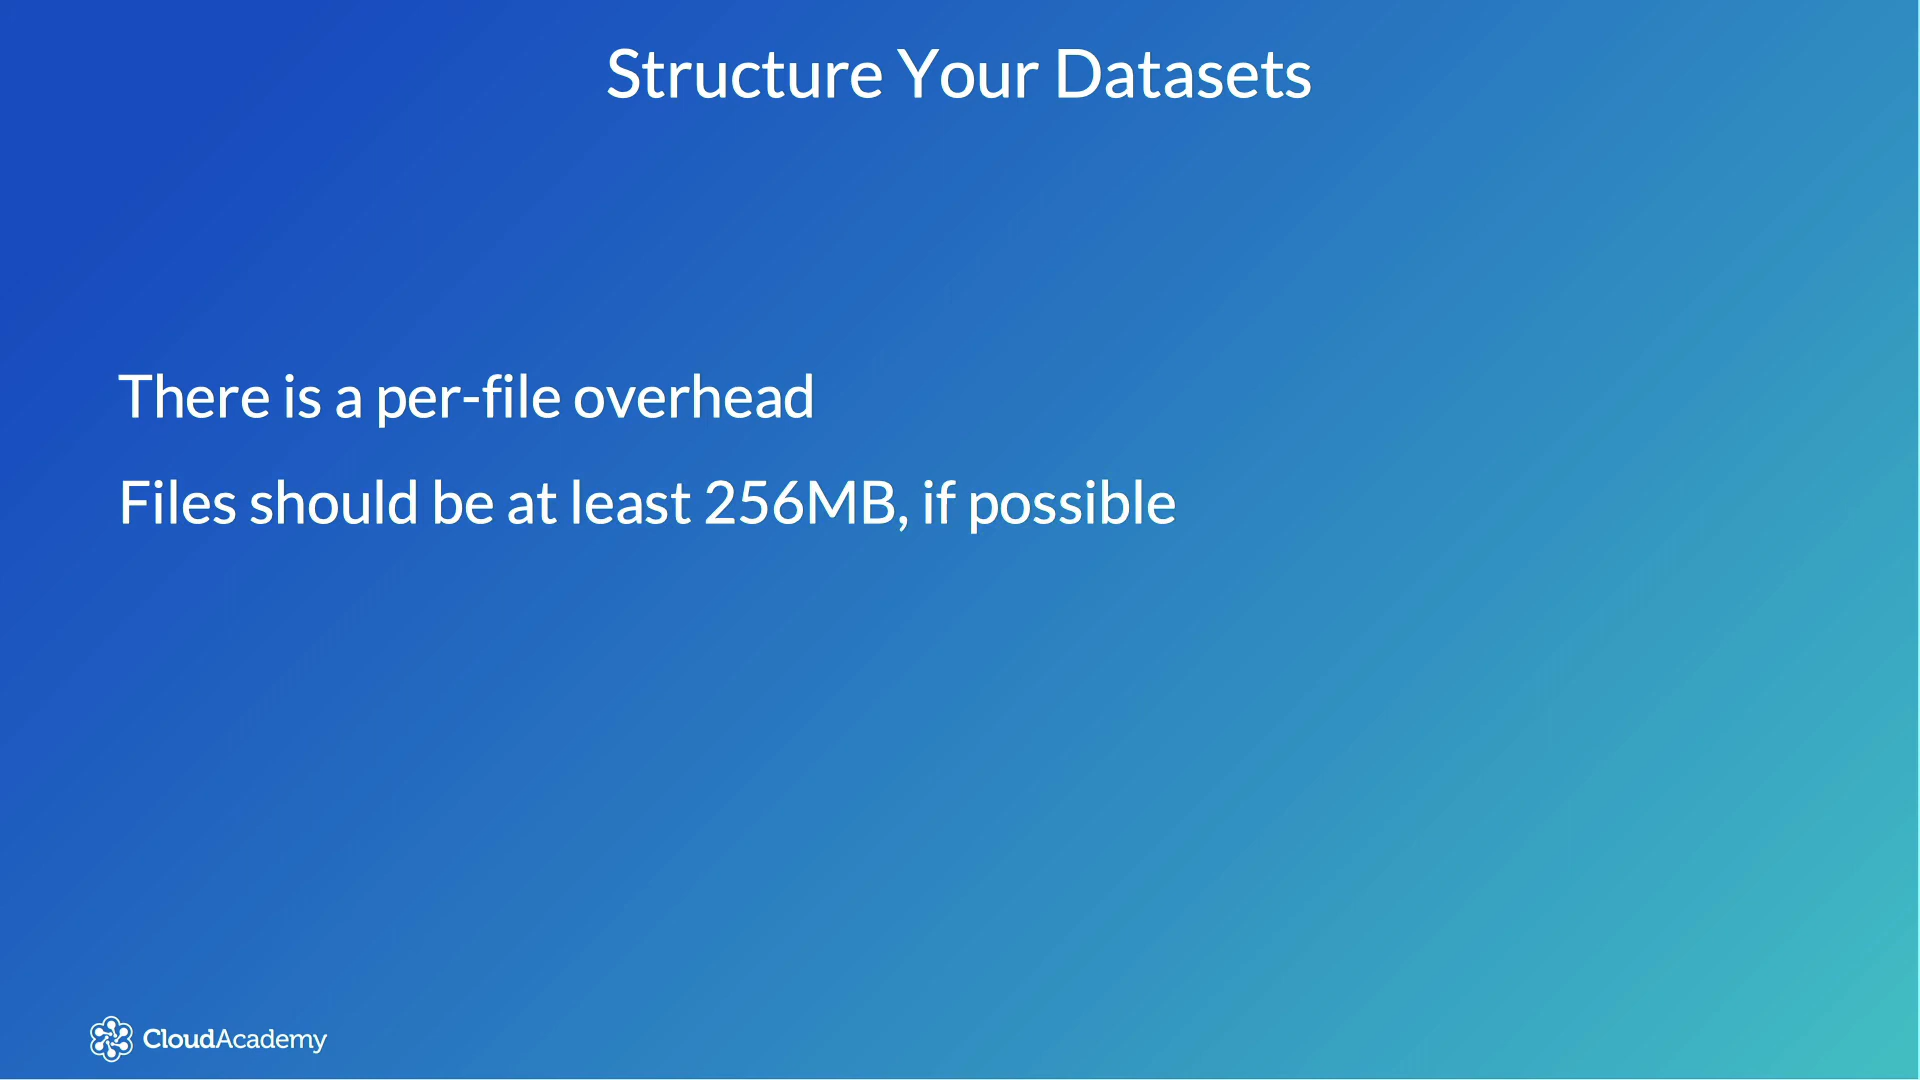 Structure Your Datasets
There is a per-file overhead
Files should be at least 256MB, if possible
CloudAcademy